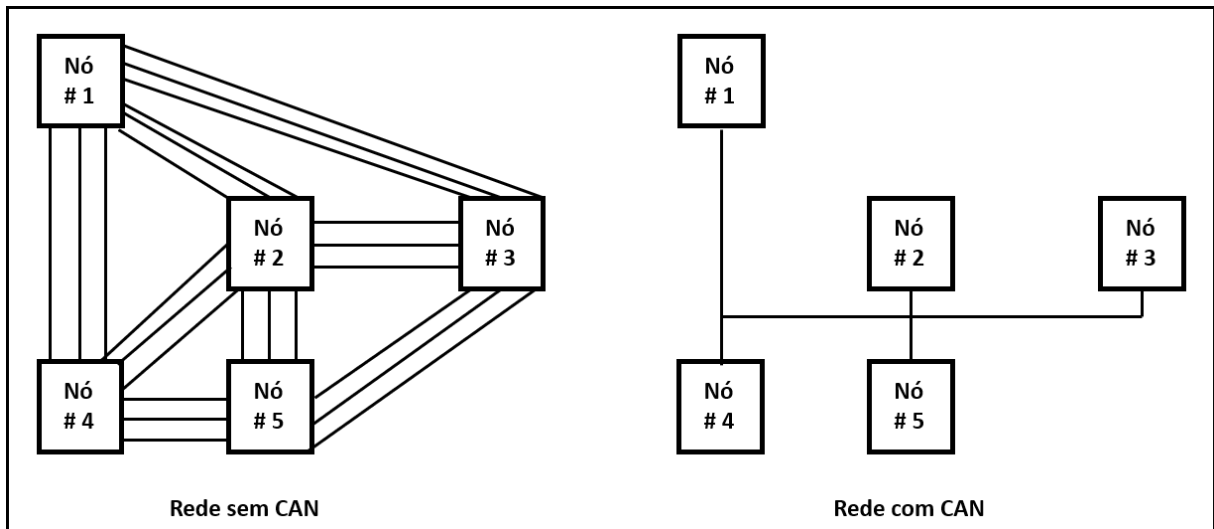 Nó
# 1
Nó
# 2
Nó
# 3
Nó
# 4
Nó
# 5
Rede sem CAN
Nó
# 1
Nó
# 2
Nó
# 3
Nó
# 4
Nó
# 5
Rede com CAN